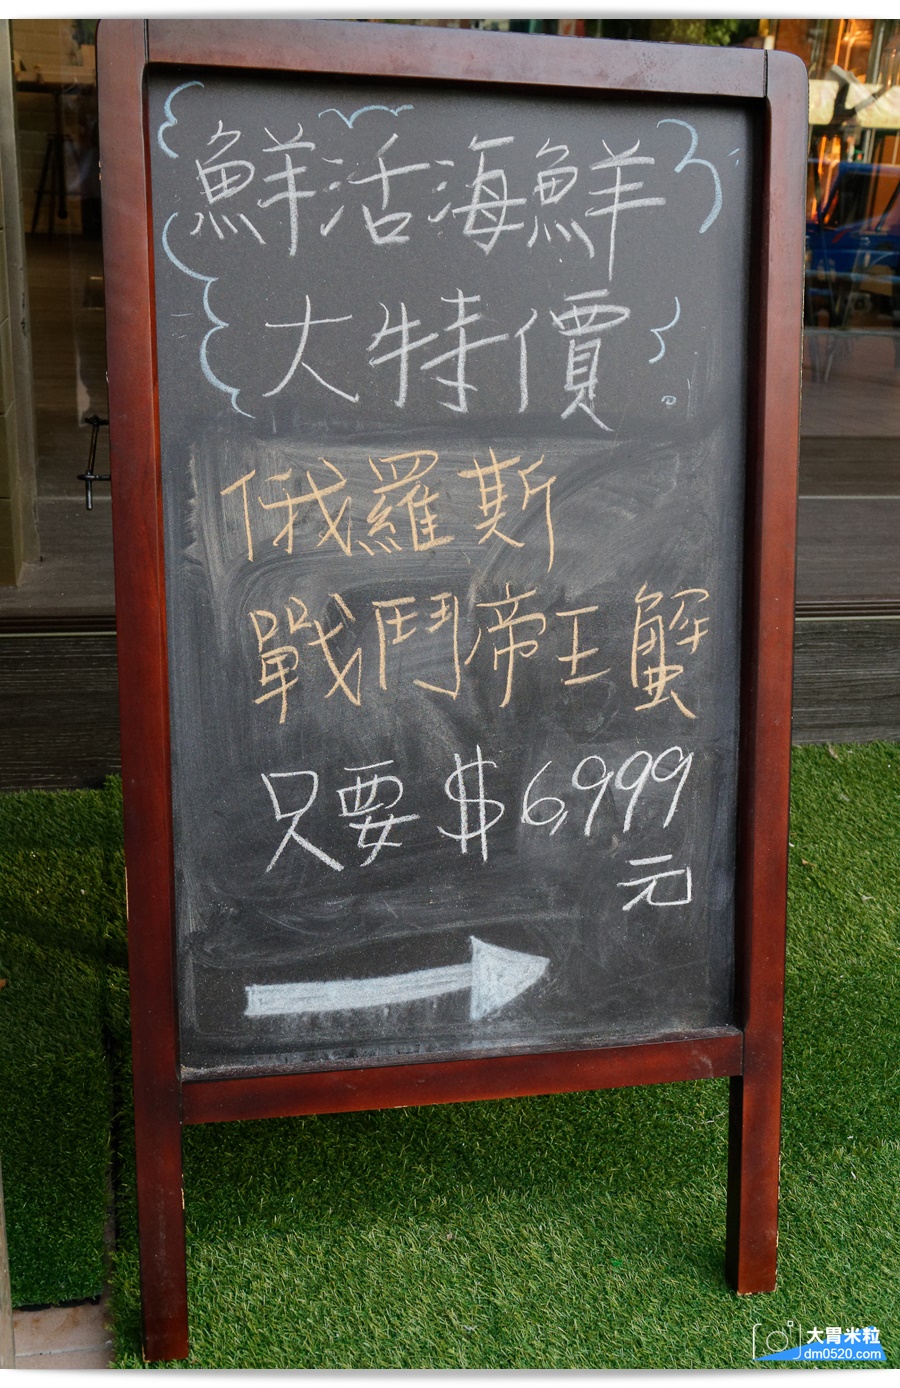 鮮活海鮮
大特價
俄羅斯
戰鬥帝王蟹
只要$6,999
元
大胃米粒
dm0520.com